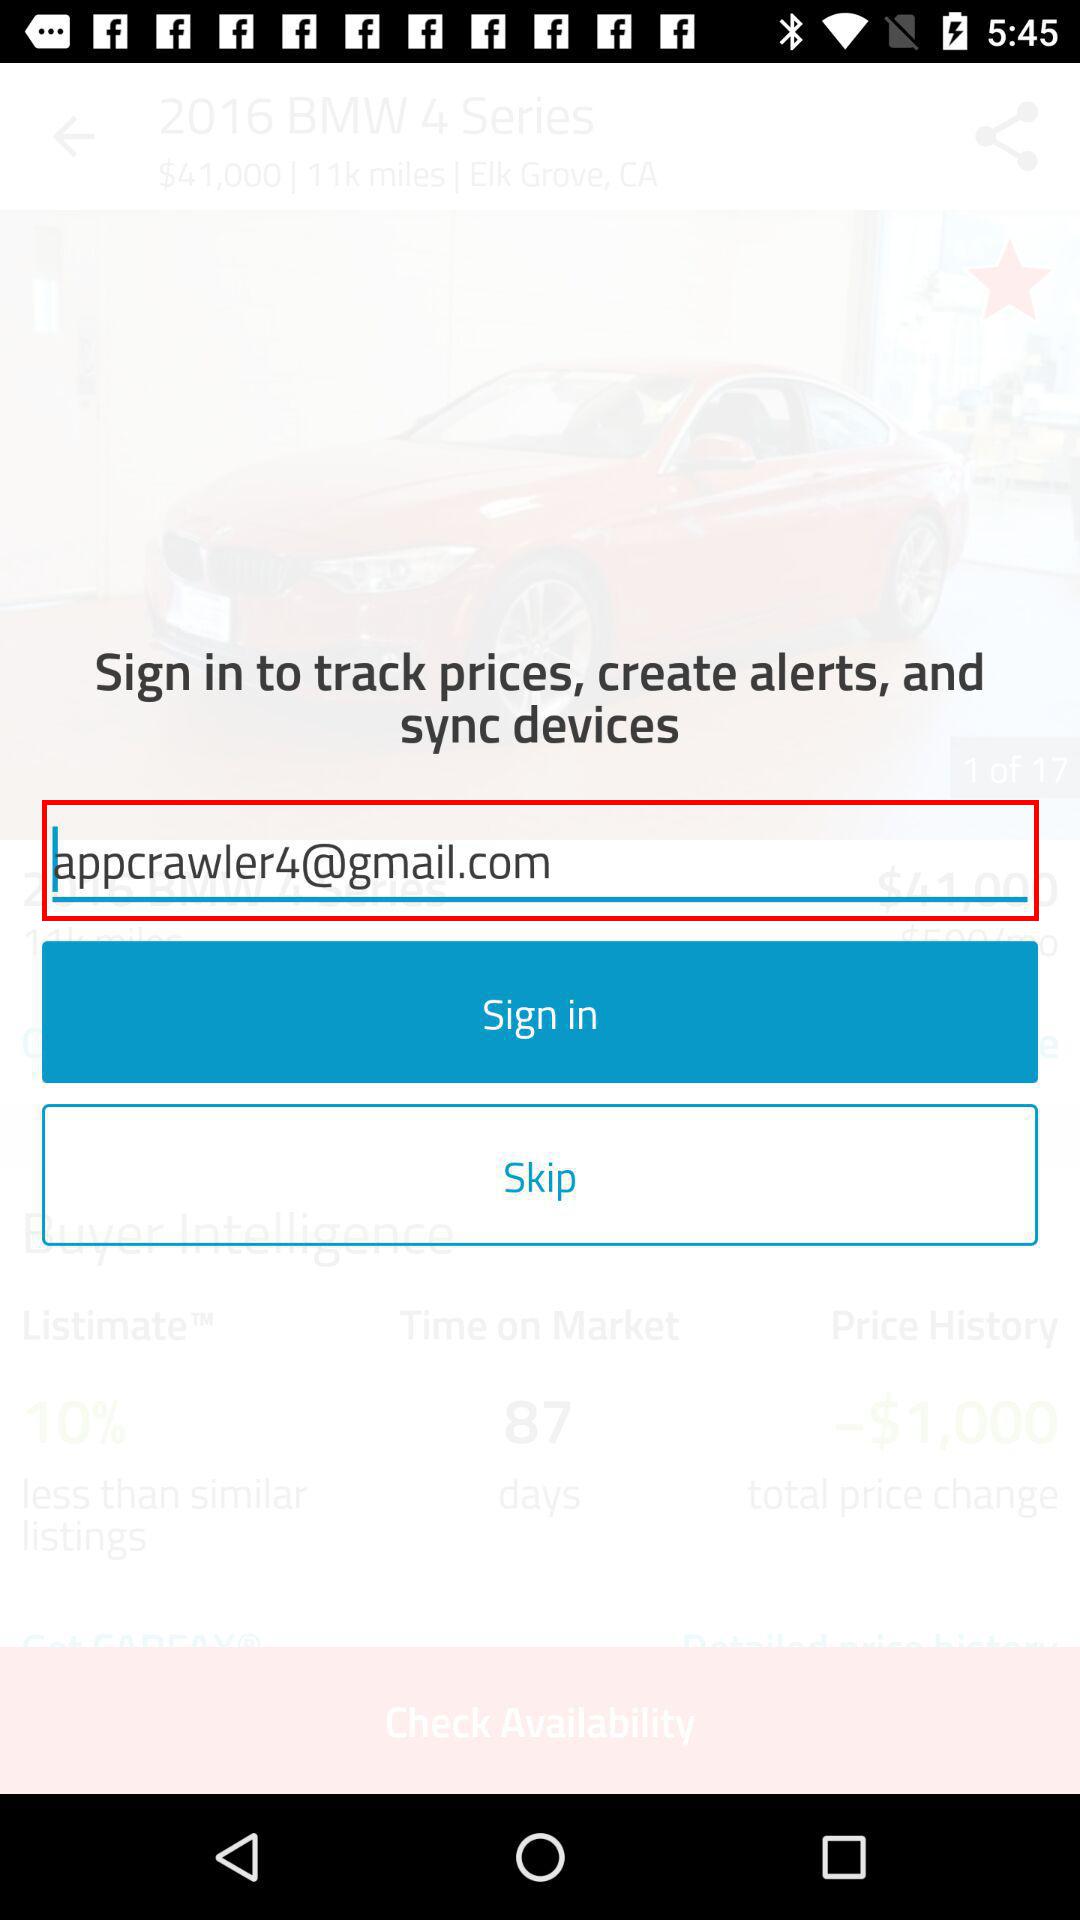 5:45
2016 BMW 4 Series
$41,000 | 11k miles | Elk Grove, CA
Sign in to track prices, create alerts, and
sync devices
1 of 17
appcrawler4@gmail.com
2016 BMW 4 Series
$41,000
11k miles
$590/mo
Sign in
Skip
Buyer Intelligence
Listimate™
Time on Market
Price History
10%
87
-$1,000
less than similar
listings
days
total price change
Get CARFAX®
Detailed price history
Check Availability